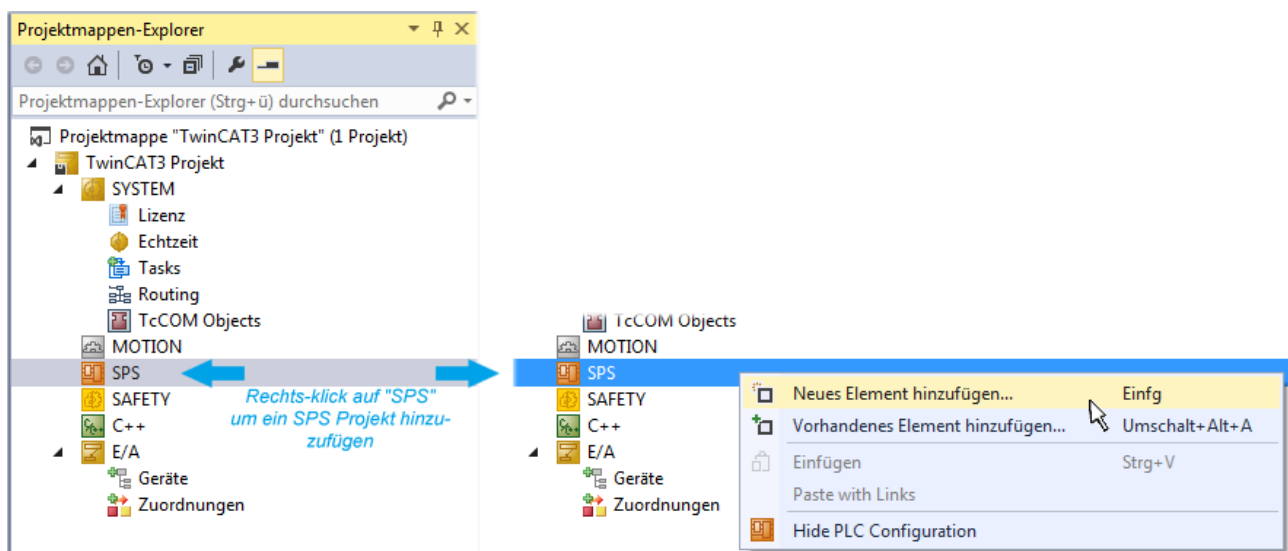 Projektmappen-Explorer
Projektmappen-Explorer (Strg+ü) durchsuchen
Projektmappe "TwinCAT3 Projekt" (1 Projekt)
TwinCAT3 Projekt
SYSTEM
Lizenz
Echtzeit
Tasks
Routing
TcCOM Objects
MOTION
SPS
SAFETY
C++
E/A
Geräte
Zuordnungen
Rechts-klick auf "SPS"
um ein SPS Projekt hinzu-
zufügen
TcCOM Objects
MOTION
SPS
SAFETY
C++
E/A
Geräte
Zuordnungen
Neues Element hinzufügen... Einfg
Vorhandenes Element hinzufügen... Umschalt+Alt+A
Einfügen Strg+V
Paste with Links
Hide PLC Configuration